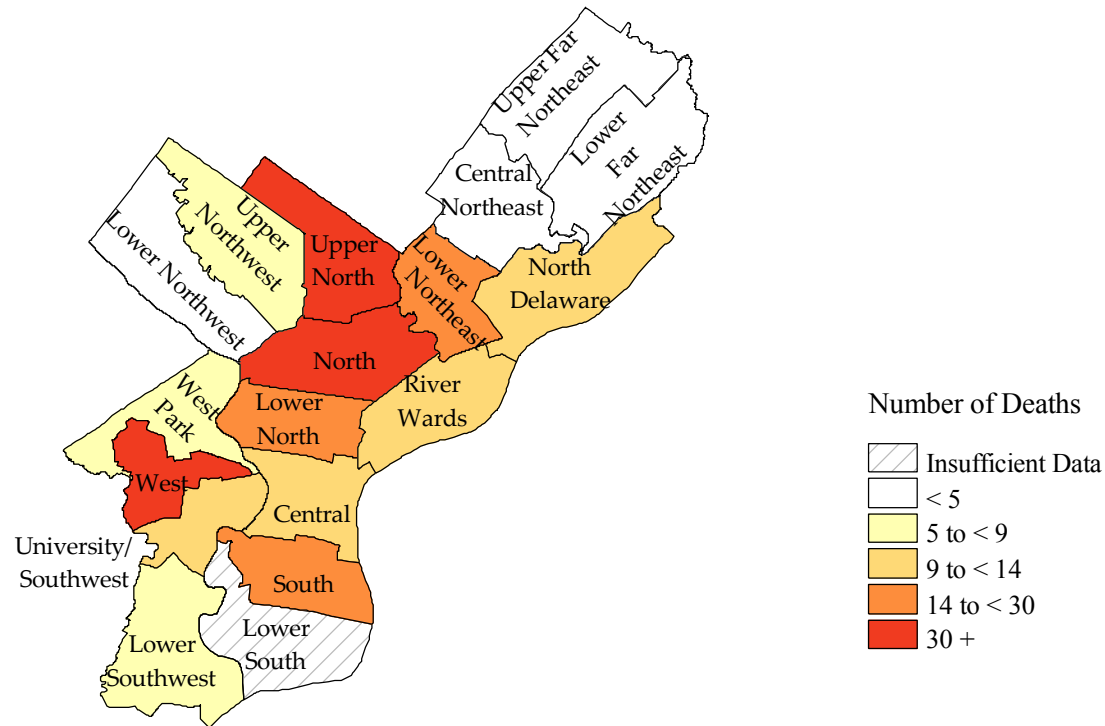 Upper Far
Northeast
Lower
Far
Northeast
Central
Northeast
Upper
Northwest
Lower Northwest
Upper
North
Lower
Northeast
North
Delaware
North
River
Wards
West
Park
Lower
North
West
Central
University/
Southwest
South
Lower
South
Lower
Southwest
Number of Deaths
Insufficient Data
< 5
5 to < 9
9 to < 14
14 to < 30
30 +